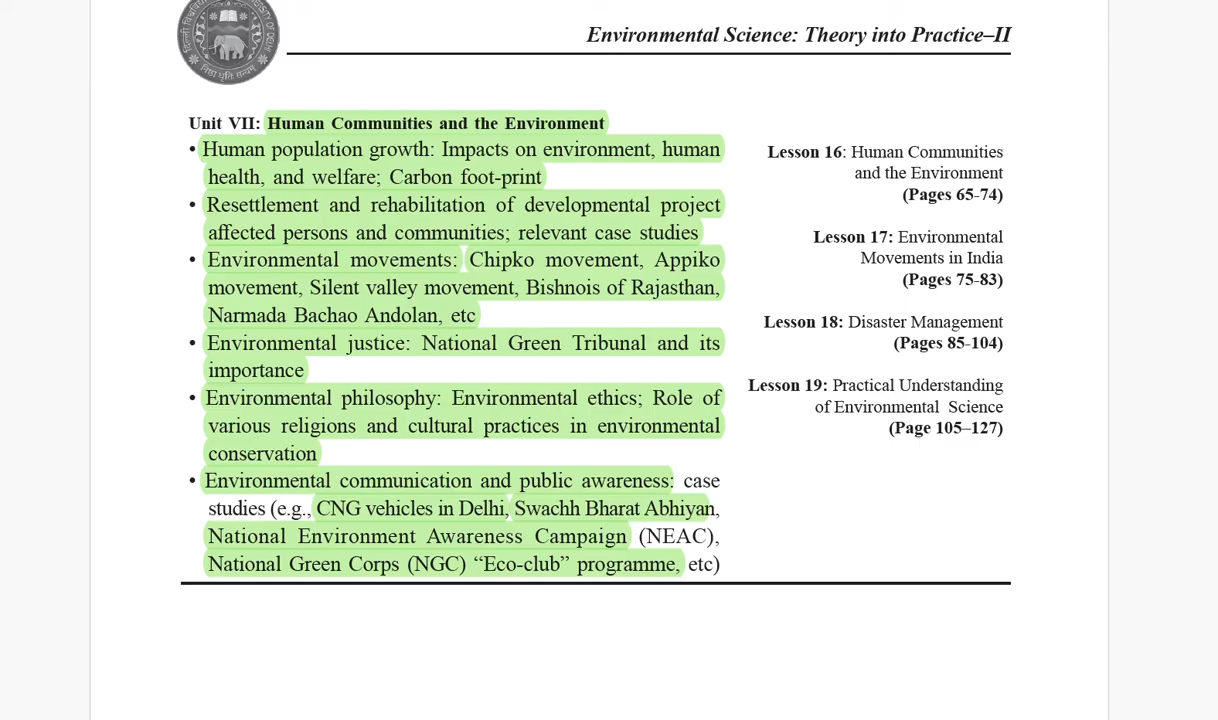 Environmental Science: Theory into Practice–II
Unit VII: Human Communities and the Environment
• Human population growth: Impacts on environment, human
health, and welfare; Carbon foot-print
• Resettlement and rehabilitation of developmental project
affected persons and communities; relevant case studies
• Environmental movements: Chipko movement, Appiko
movement, Silent valley movement, Bishnois of Rajasthan,
Narmada Bachao Andolan, etc
• Environmental justice: National Green Tribunal and its
importance
• Environmental philosophy: Environmental ethics; Role of
various religions and cultural practices in environmental
conservation
• Environmental communication and public awareness: case
studies (e.g., CNG vehicles in Delhi, Swachh Bharat Abhiyan,
National Environment Awareness Campaign (NEAC),
National Green Corps (NGC) “Eco-club” programme, etc)
Lesson 16: Human Communities
and the Environment
(Pages 65-74)
Lesson 17: Environmental
Movements in India
(Pages 75-83)
Lesson 18: Disaster Management
(Pages 85-104)
Lesson 19: Practical Understanding
of Environmental Science
(Page 105–127)